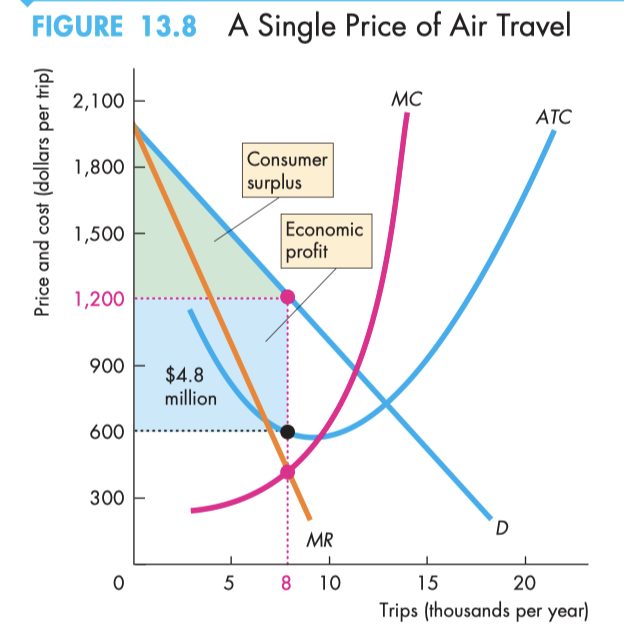 FIGURE 13.8 A Single Price of Air Travel
Price and cost (dollars per trip)
2,100
1,800
1,500
1,200
900
600
300
0
5
8
10
15
20
Trips (thousands per year)
MC
ATC
Consumer
surplus
Economic
profit
$4.8
million
MR
D